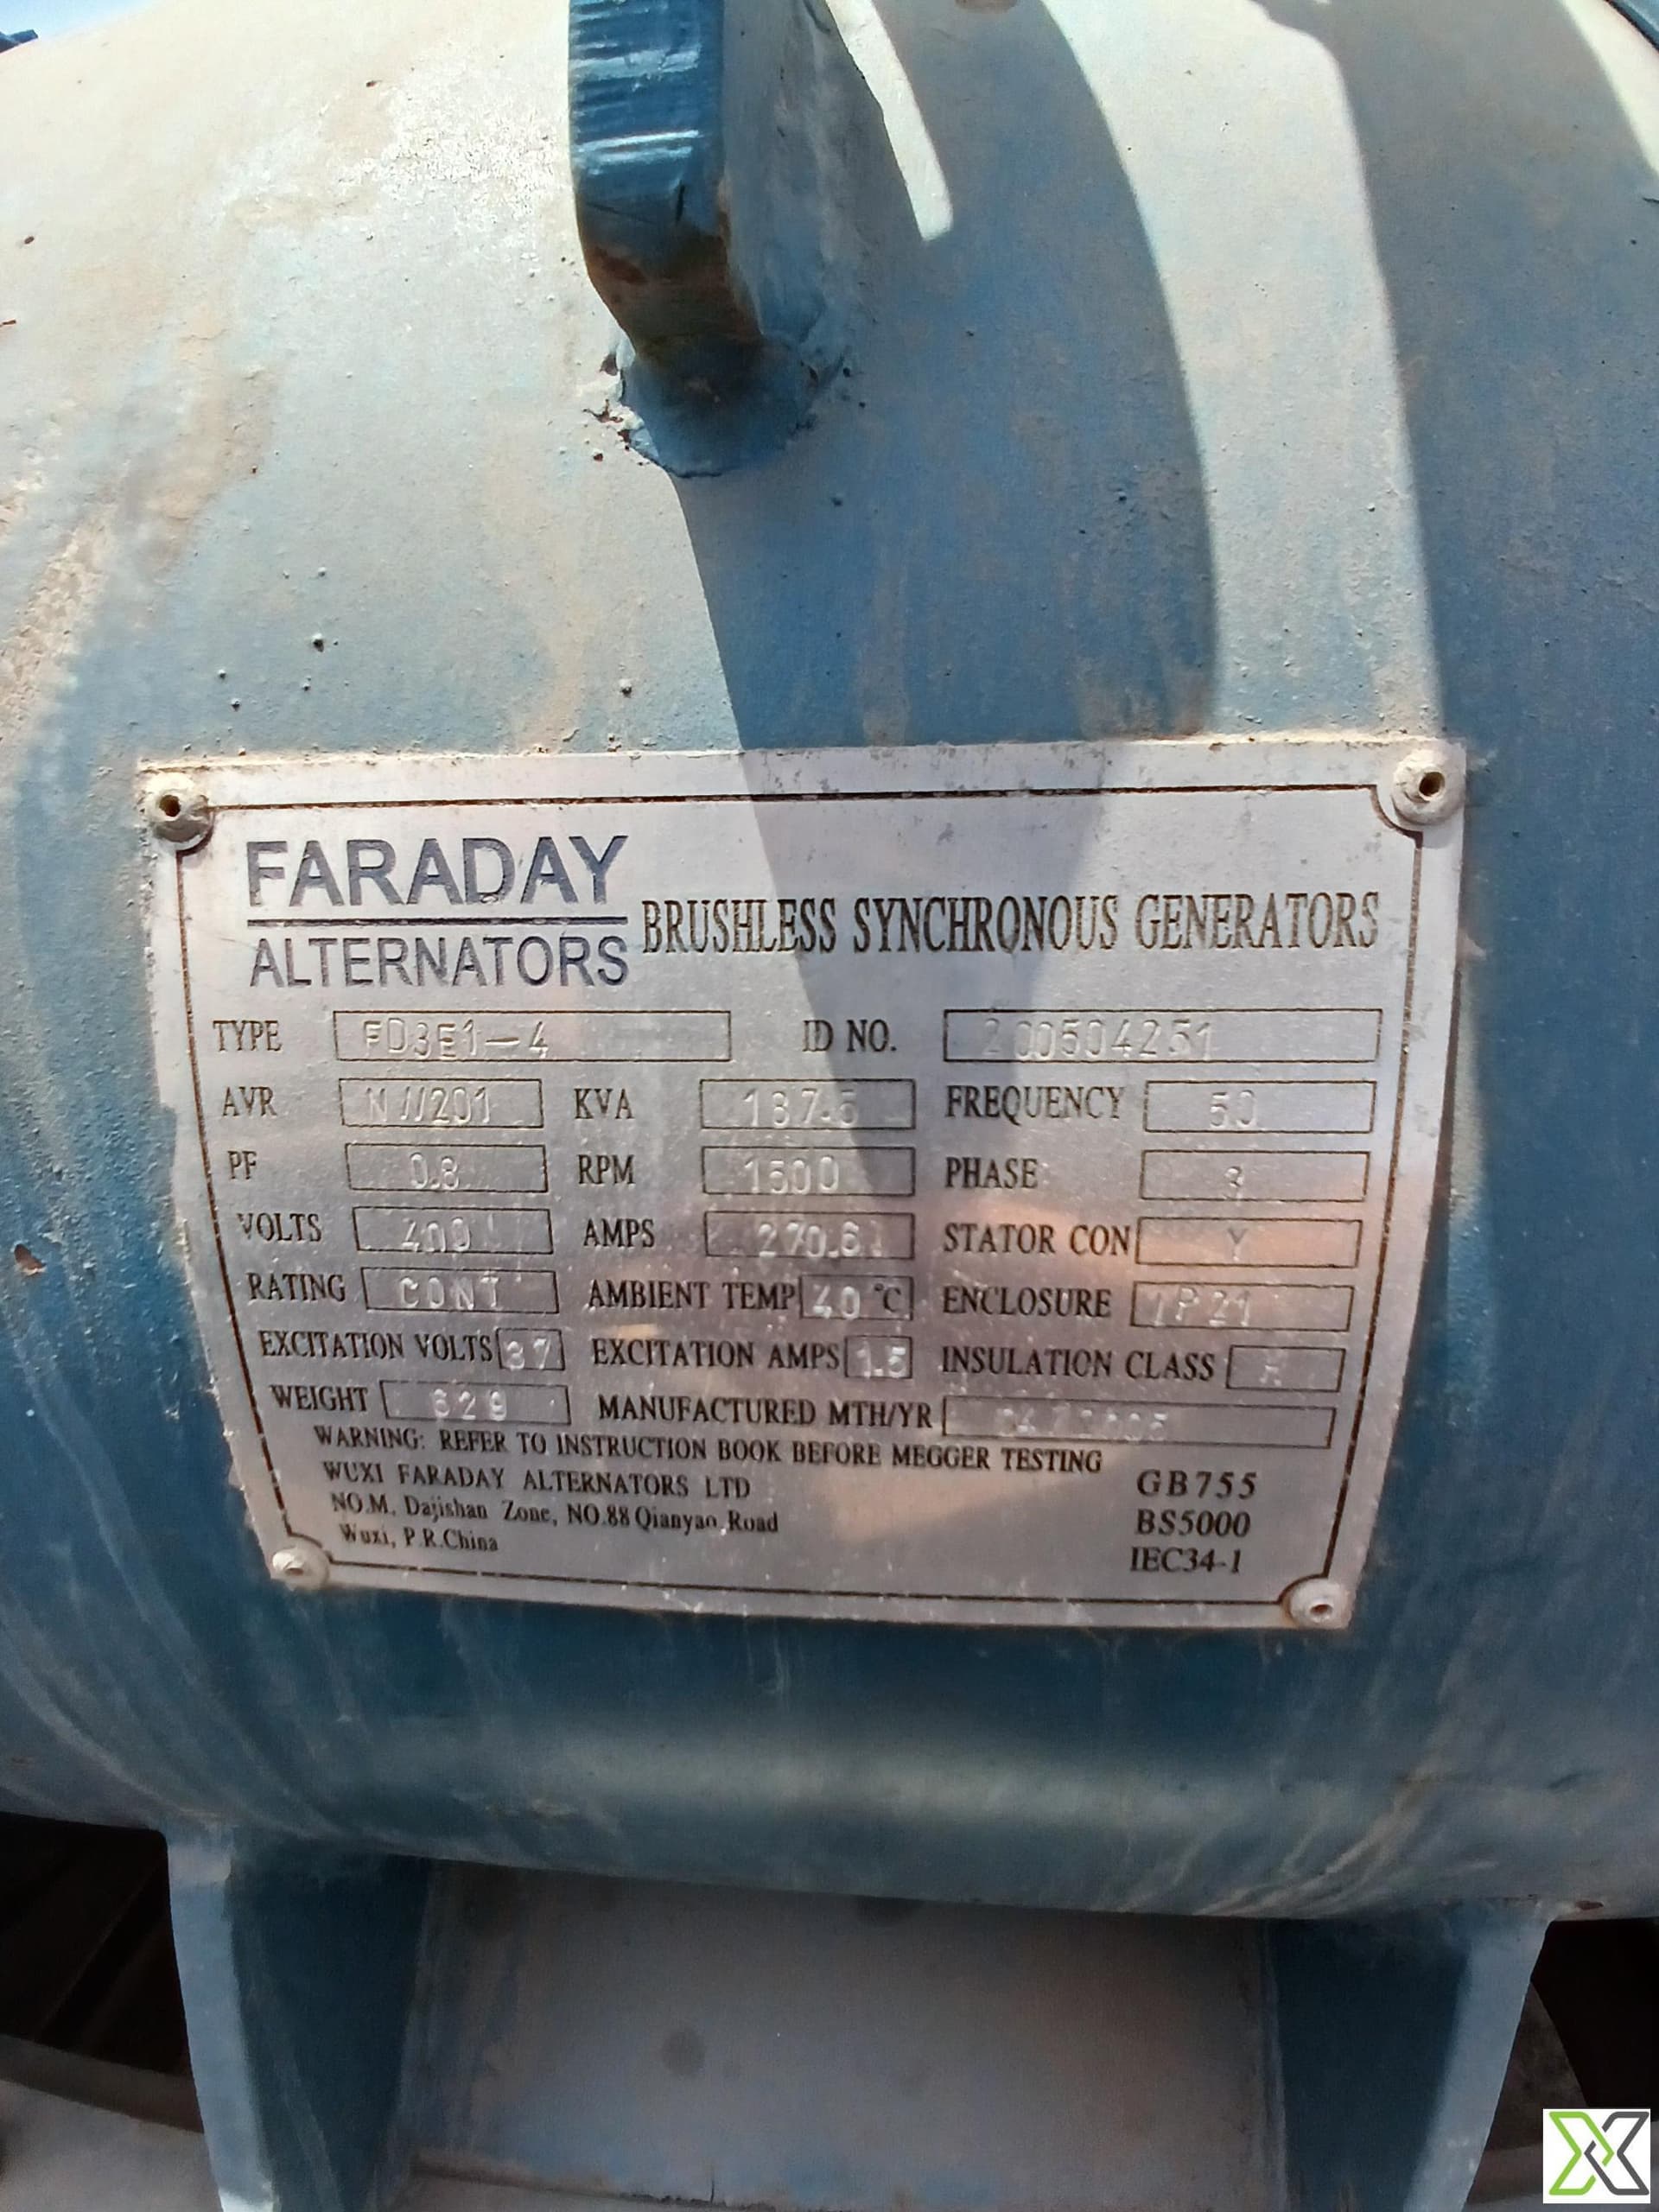 FARADAY
ALTERNATORS
BRUSHLESS SYNCHRONOUS GENERATORS
TYPE FD3E1-4 ID NO. 200504251
AVR KVA 187.5 FREQUENCY 50
PF 0.8 RPM 1500 PHASE 3
VOLTS 400 AMPS 270.6 STATOR CON Y
RATING CONT AMBIENT TEMP 40 °C ENCLOSURE IP21
EXCITATION VOLTS 37 EXCITATION AMPS 1.5 INSULATION CLASS H
WEIGHT 629 MANUFACTURED MTH/YR
WARNING: REFER TO INSTRUCTION BOOK BEFORE MEGGER TESTING
WUXI FARADAY ALTERNATORS LTD
NO.M. Dajishan Zone, NO.88 Qianyao Road
Wuxi, P.R.China
GB755
BS5000
IEC34-1